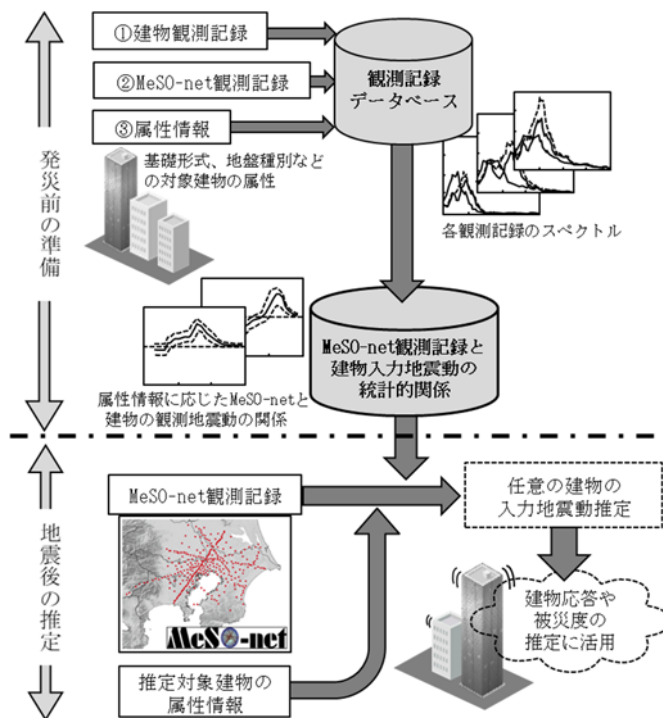 発災前の準備
①建物観測記録
②MeSO-net観測記録
③属性情報
基礎形式、地盤種別など
の対象建物の属性
観測記録
データベース
各観測記録のスペクトル
MeSO-net観測記録と
建物入力地震動の
統計的関係
属性情報に応じたMeSO-netと
建物の観測地震動の関係
地震後の推定
MeSO-net観測記録
MeSO-net
推定対象建物の
属性情報
任意の建物の
入力地震動推定
建物応答や
被災度の
推定に活用